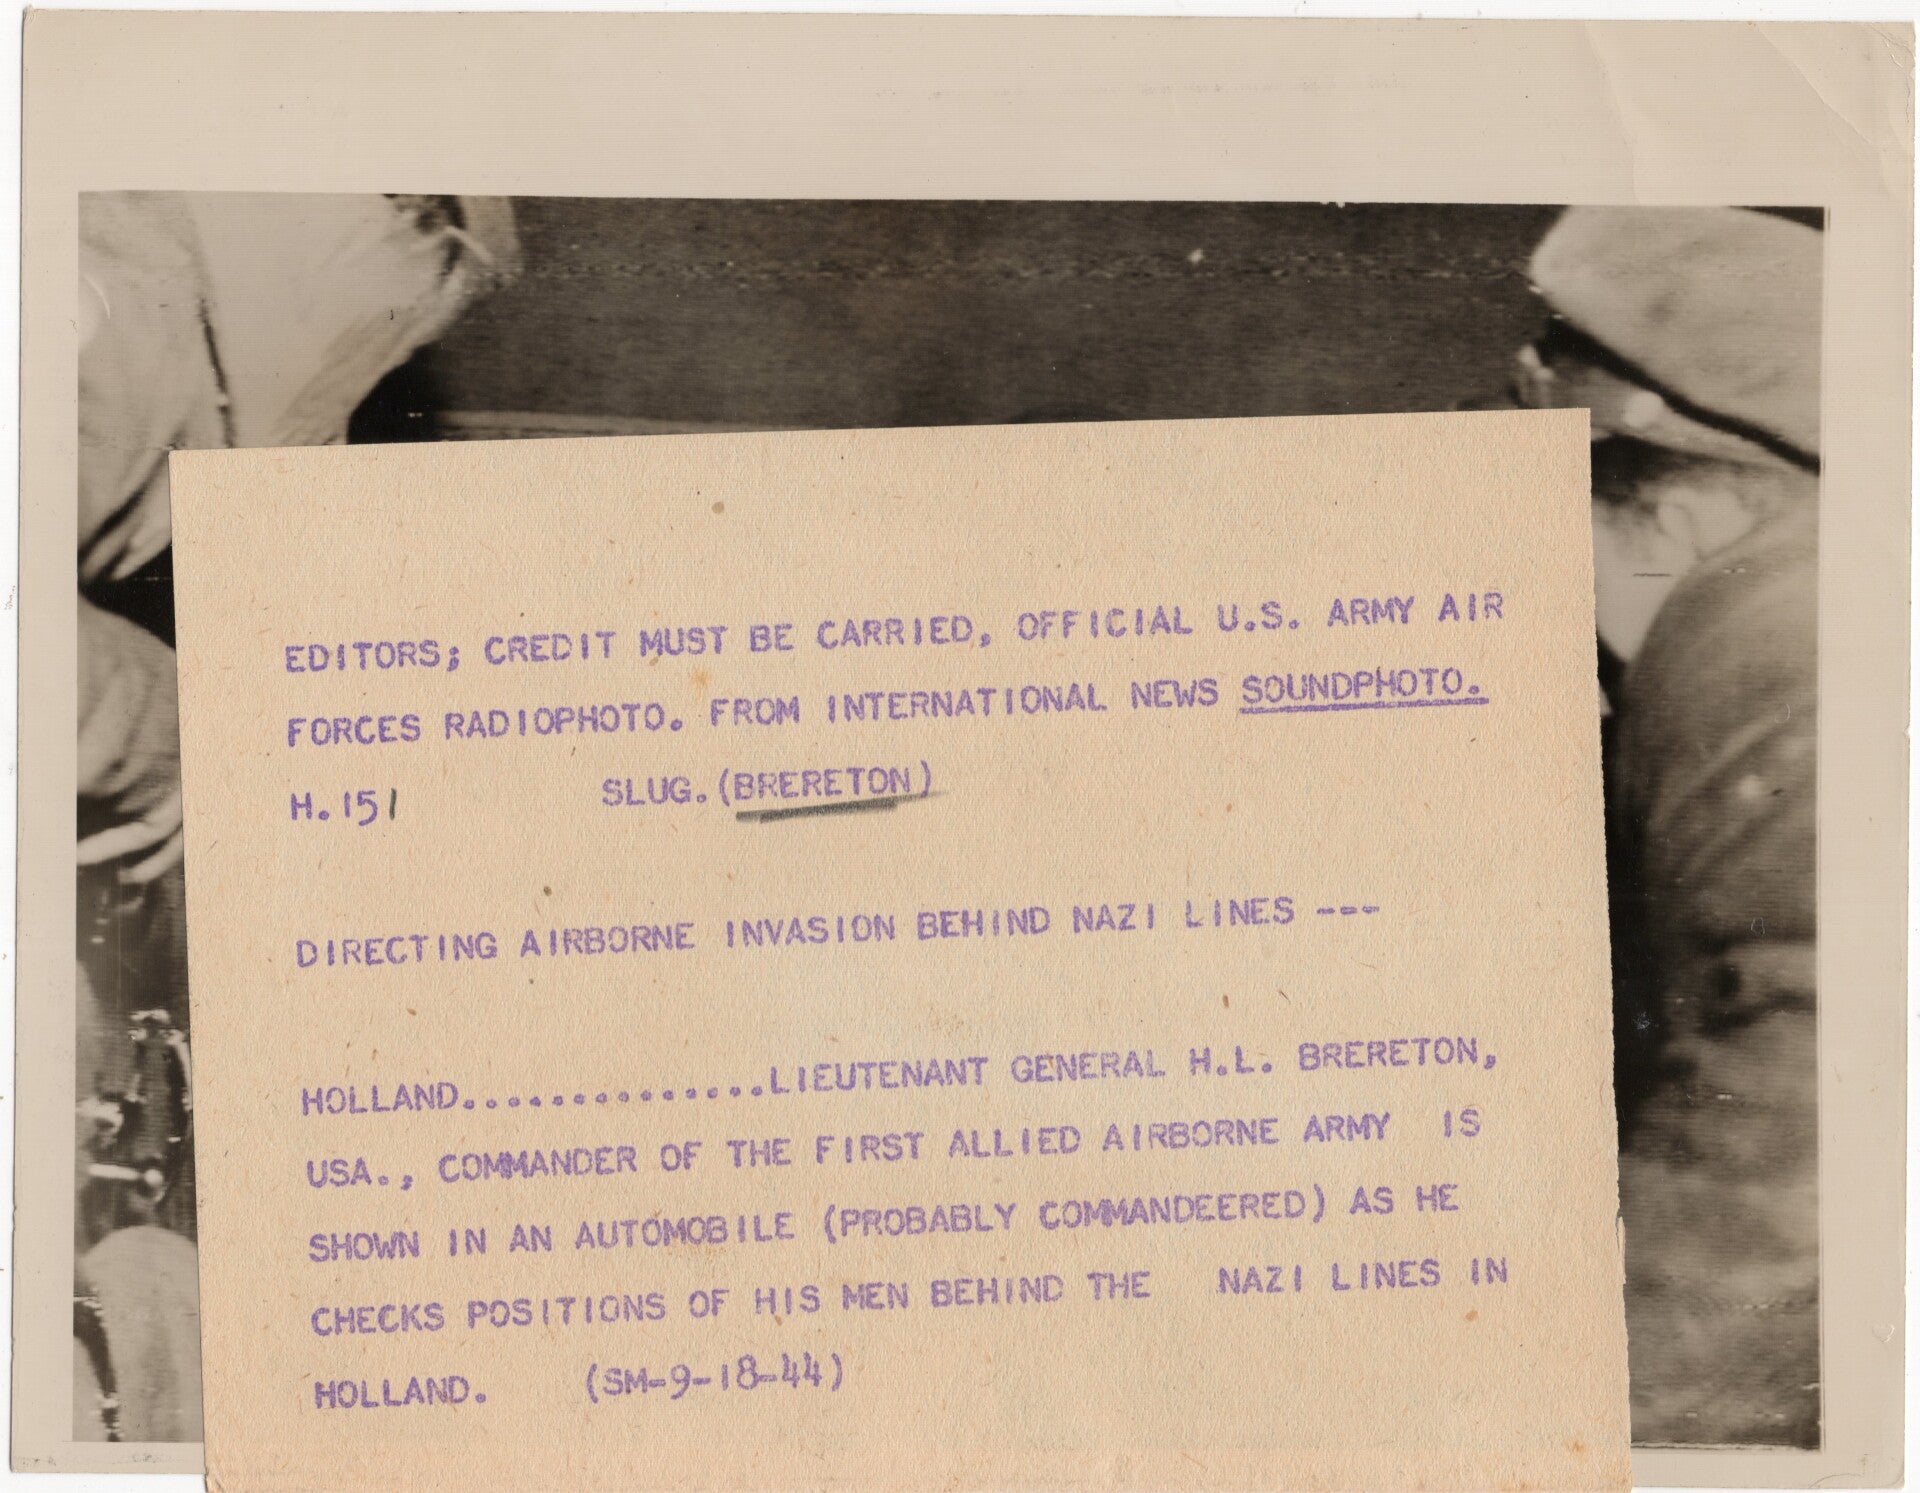 EDITORS; CREDIT MUST BE CARRIED, OFFICIAL U.S. ARMY AIR
FORCES RADIOPHOTO. FROM INTERNATIONAL NEWS SOUNDPHOTO.
H.151 SLUG.(BRERETON)
DIRECTING AIRBORNE INVASION BEHIND NAZI LINES ---
HOLLAND...............LIEUTENANT GENERAL H.L. BRERETON,
USA., COMMANDER OF THE FIRST ALLIED AIRBORNE ARMY IS
SHOWN IN AN AUTOMOBILE (PROBABLY COMMANDEERED) AS HE
CHECKS POSITIONS OF HIS MEN BEHIND THE NAZI LINES IN
HOLLAND. (SM-9-18-44)